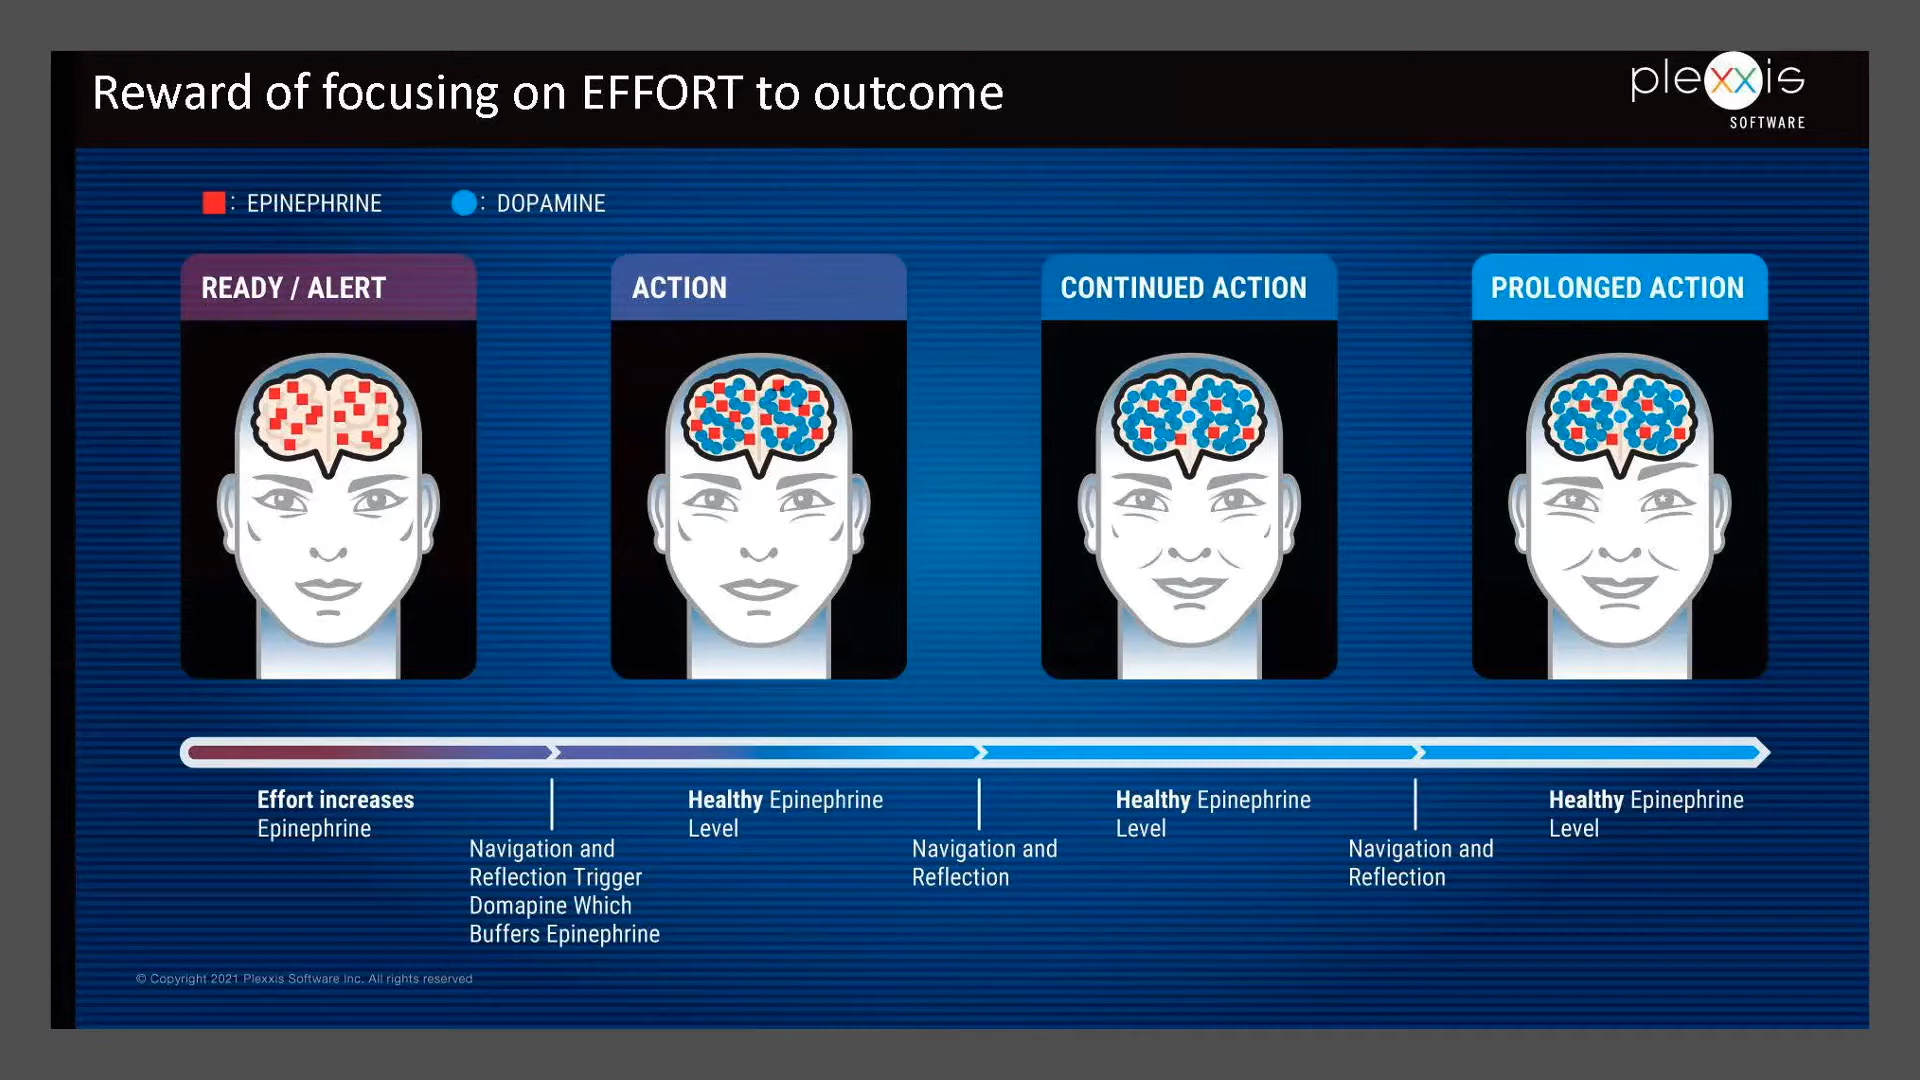 Reward of focusing on EFFORT to outcome
plexxis
SOFTWARE
: EPINEPHRINE
: DOPAMINE
READY / ALERT
ACTION
CONTINUED ACTION
PROLONGED ACTION
Effort increases
Epinephrine
Navigation and
Reflection Trigger
Domapine Which
Buffers Epinephrine
Healthy Epinephrine
Level
Navigation and
Reflection
Healthy Epinephrine
Level
Navigation and
Reflection
Healthy Epinephrine
Level
© Copyright 2021 Plexxis Software Inc. All rights reserved